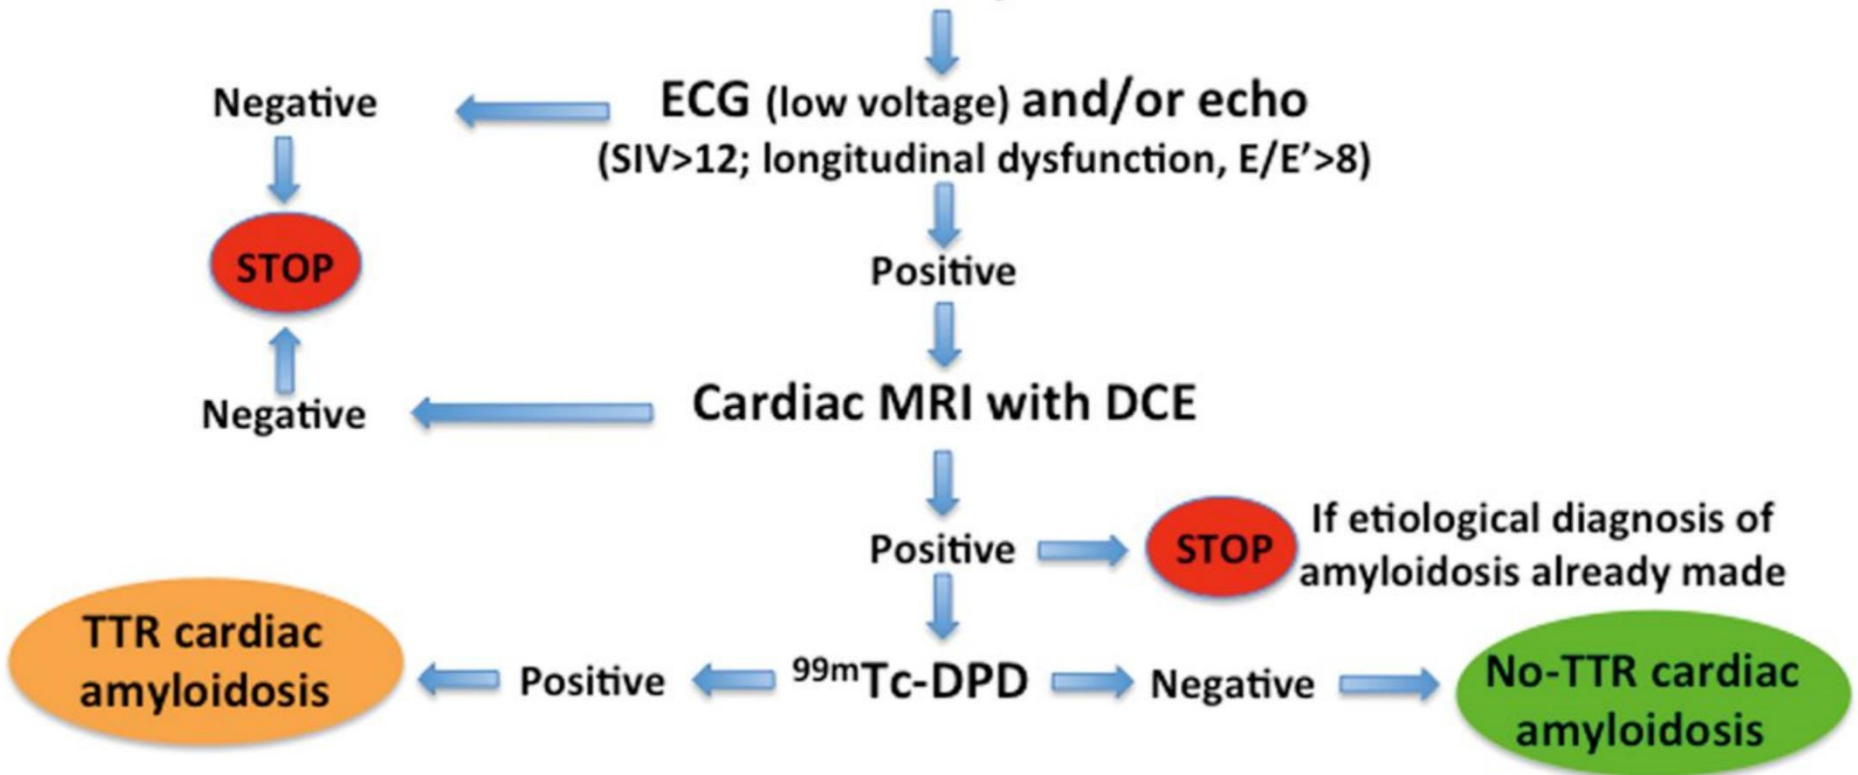 Negative
ECG (low voltage) and/or echo
(SIV>12; longitudinal dysfunction, E/E’>8)
STOP
Positive
Negative
Cardiac MRI with DCE
Positive
STOP
If etiological diagnosis of
amyloidosis already made
TTR cardiac
amyloidosis
Positive
99mTc-DPD
Negative
No-TTR cardiac
amyloidosis